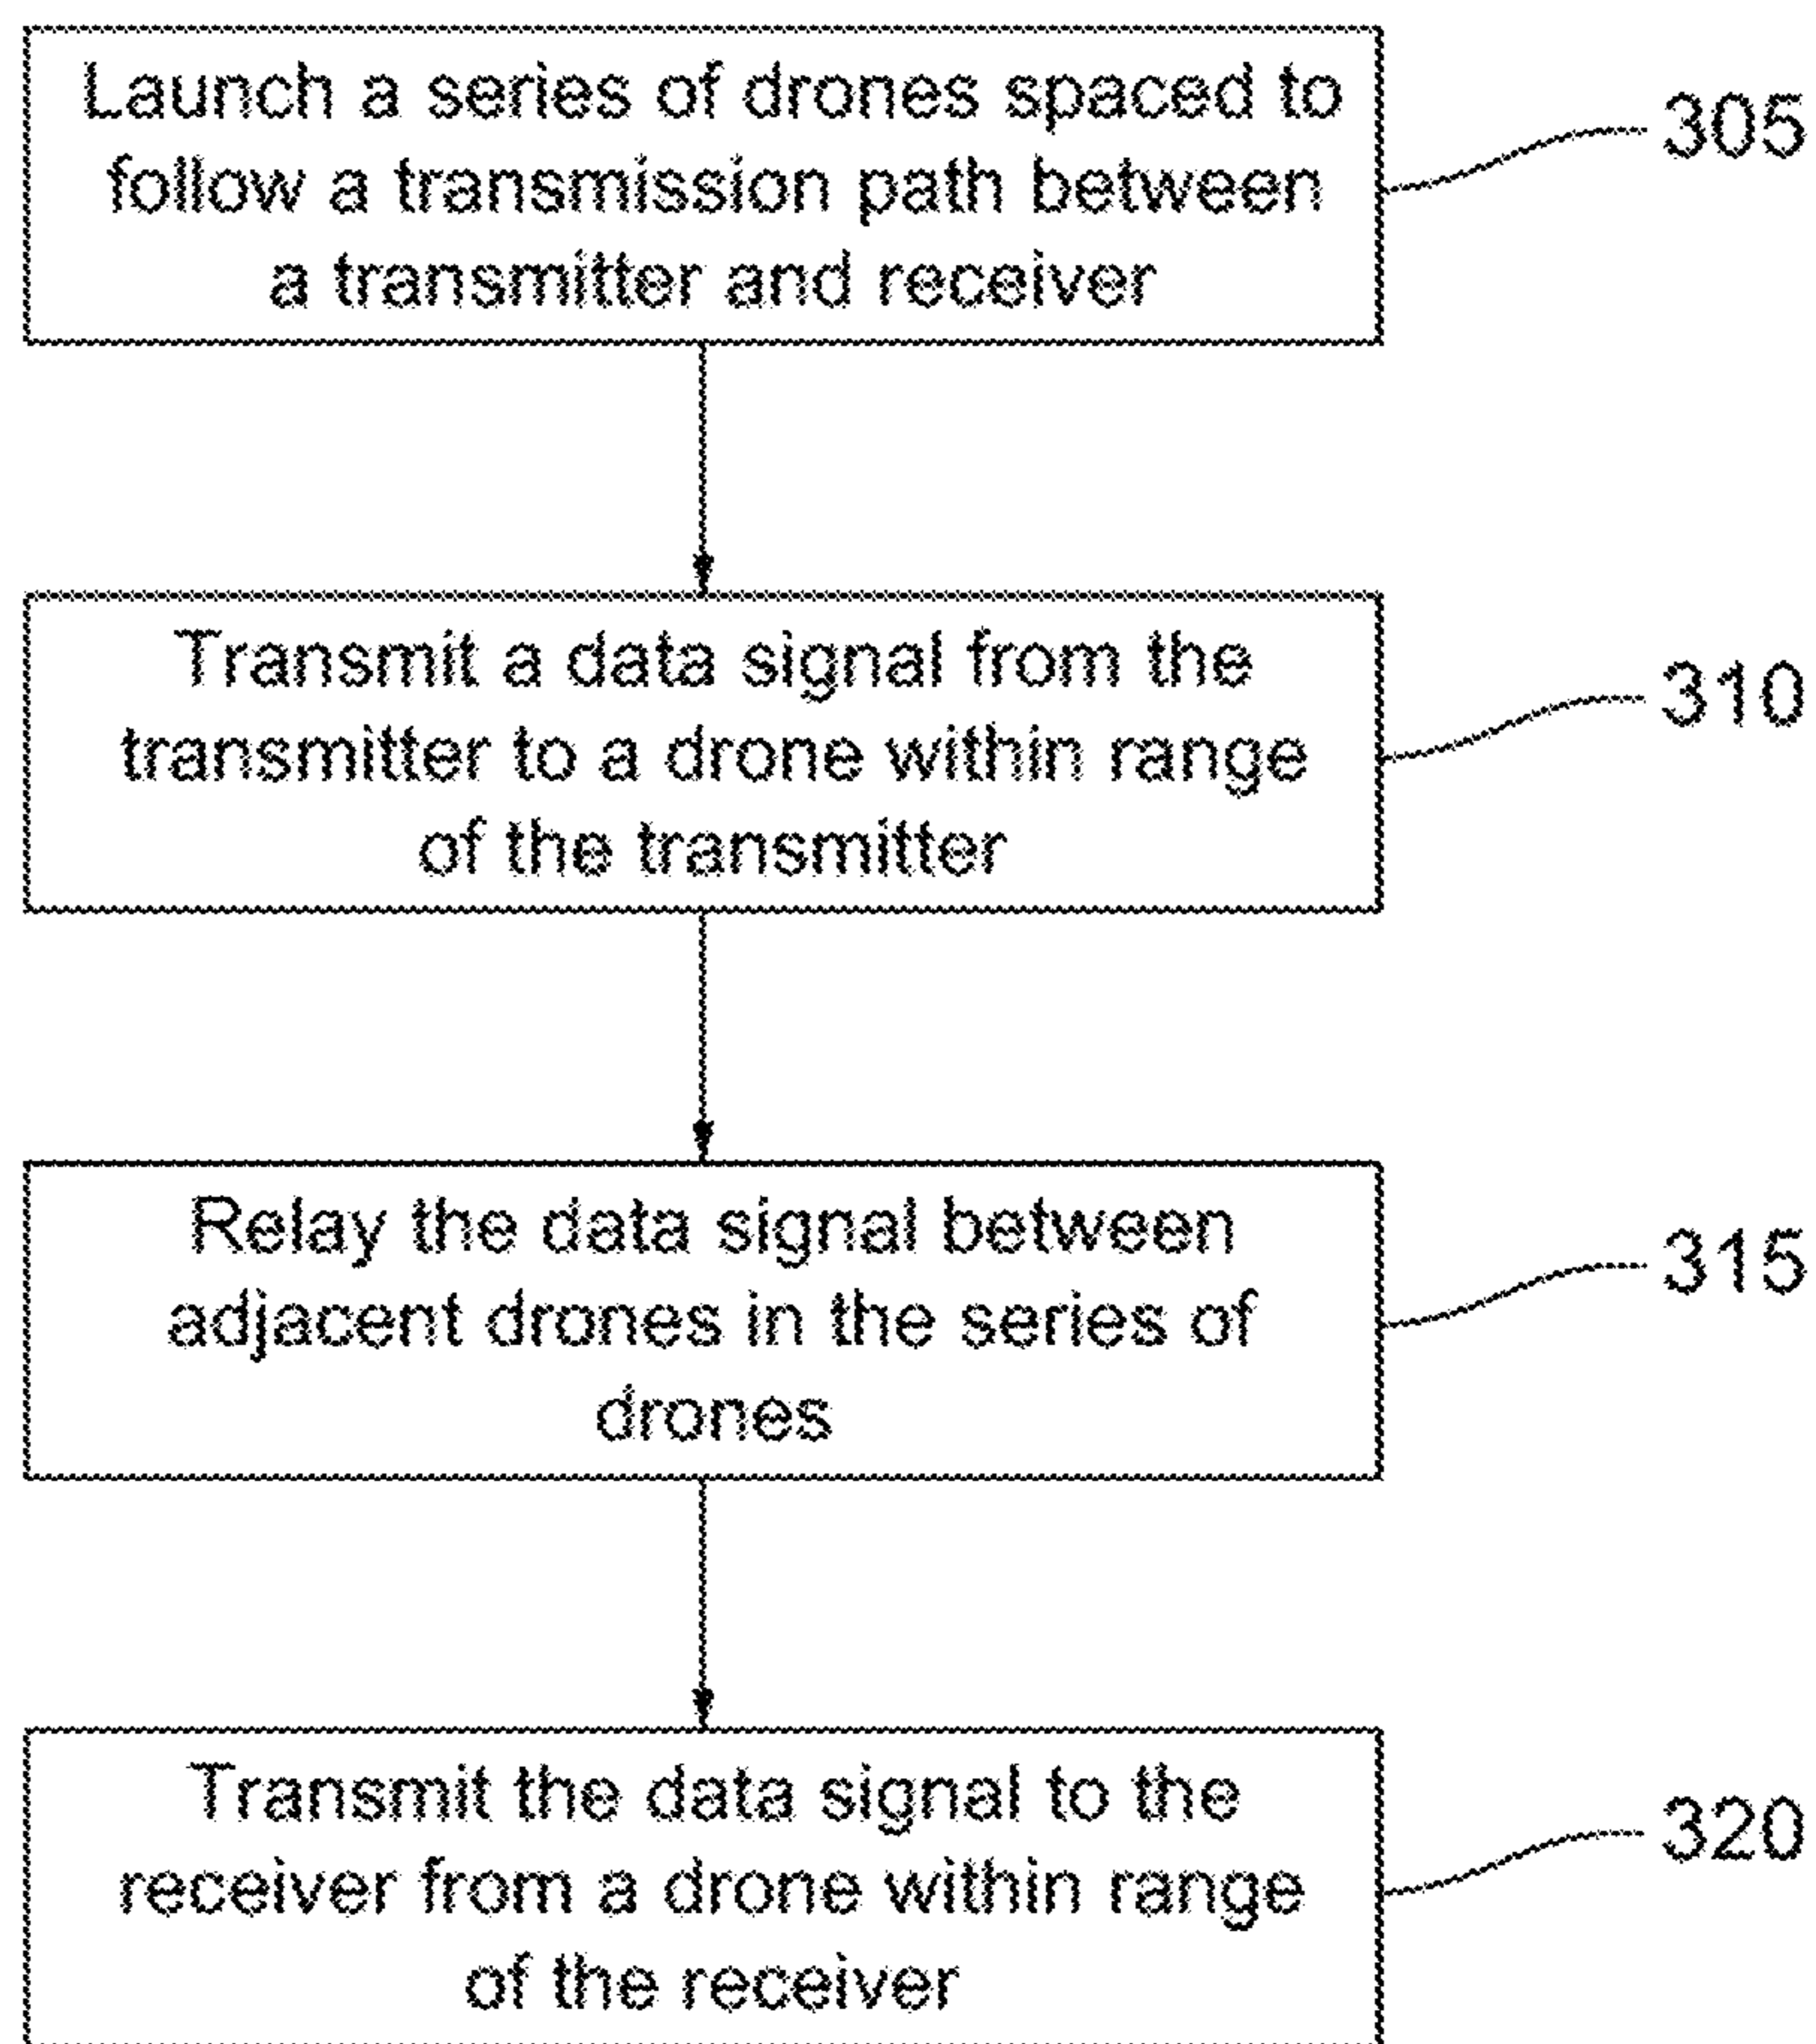 Launch a series of drones spaced to
follow a transmission path between
a transmitter and receiver
305
Transmit a data signal from the
transmitter to a drone within range
of the transmitter
310
Relay the data signal between
adjacent drones in the series of
drones
315
Transmit the data signal to the
receiver from a drone within range
of the receiver
320